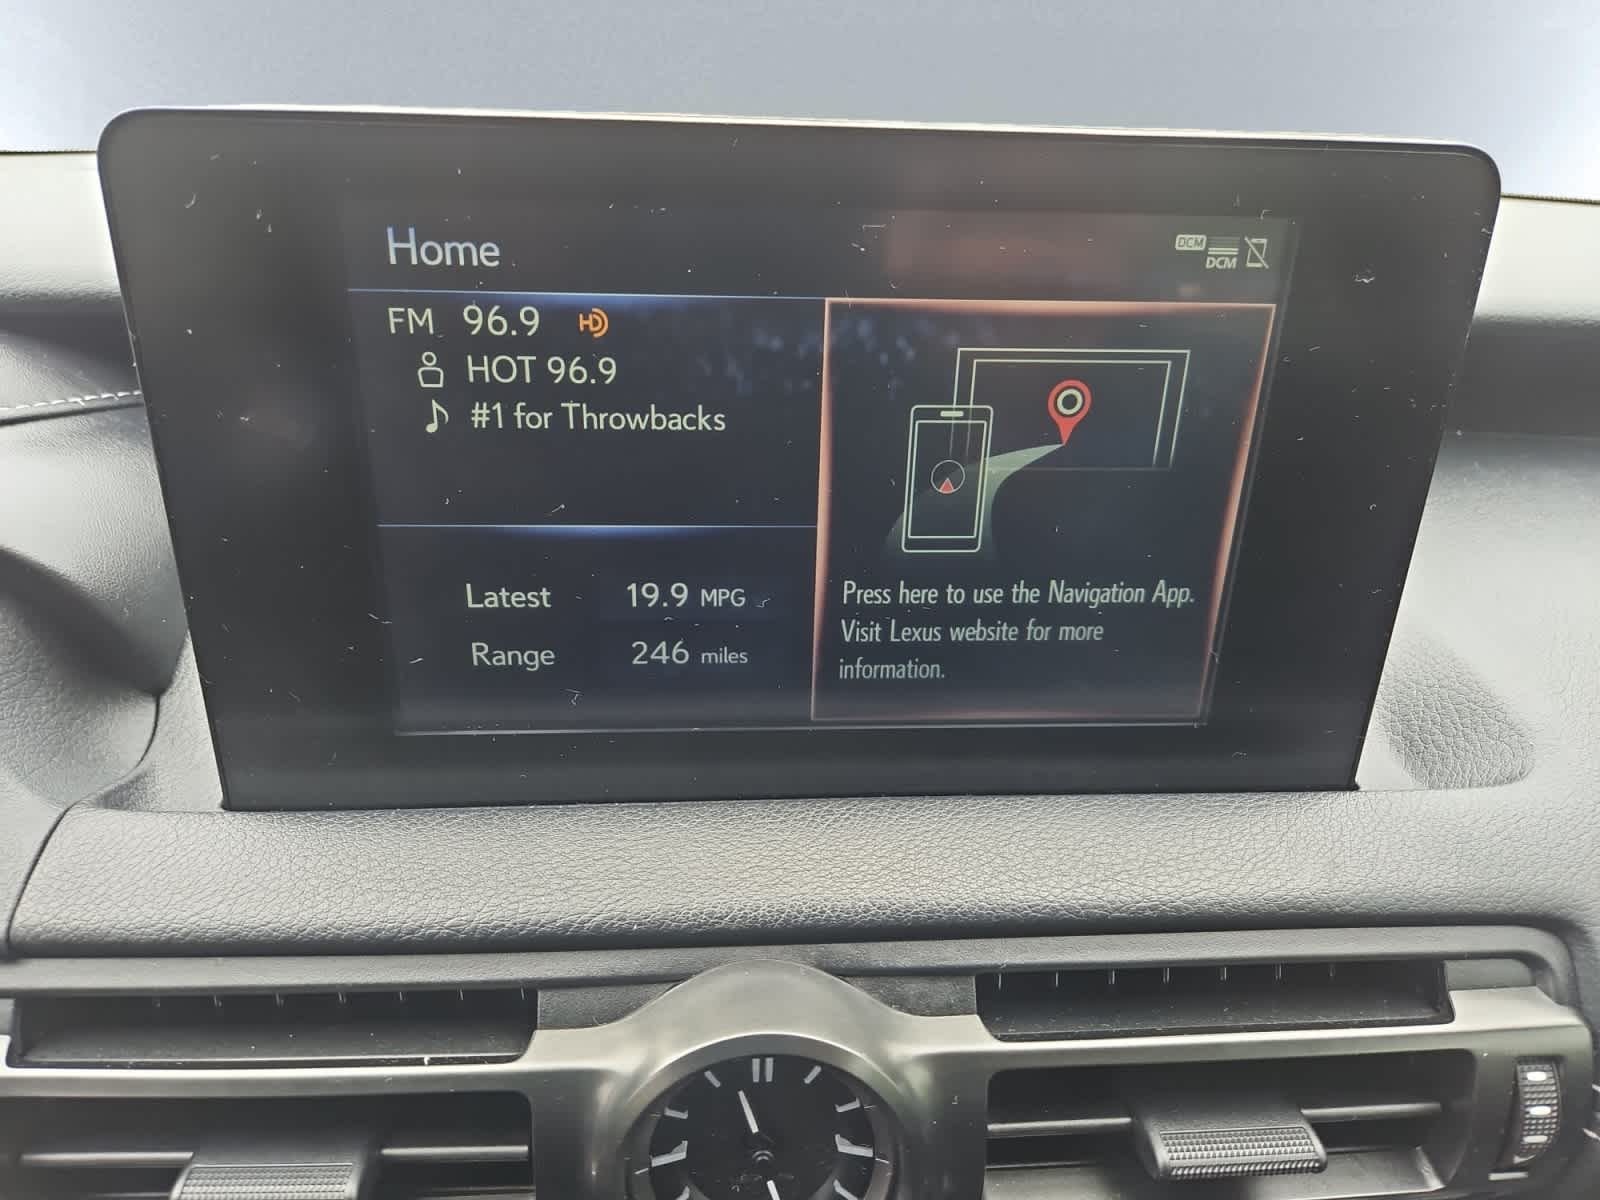 Home
DCM
DCM
FM 96.9 HD
HOT 96.9
#1 for Throwbacks
Latest 19.9 MPG
Range 246 miles
Press here to use the Navigation App.
Visit Lexus website for more
information.